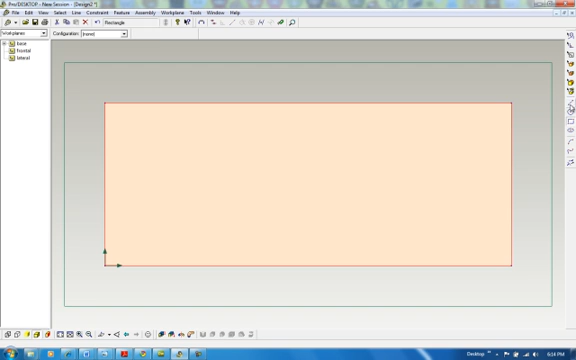 Pro/DESKTOP - New Session - [Design2 *]
File Edit View Select Line Constraint Feature Assembly Workplane Tools Window Help
Rectangle
Workplanes
Configuration: (none)
base
frontal
lateral
Desktop
6:14 PM